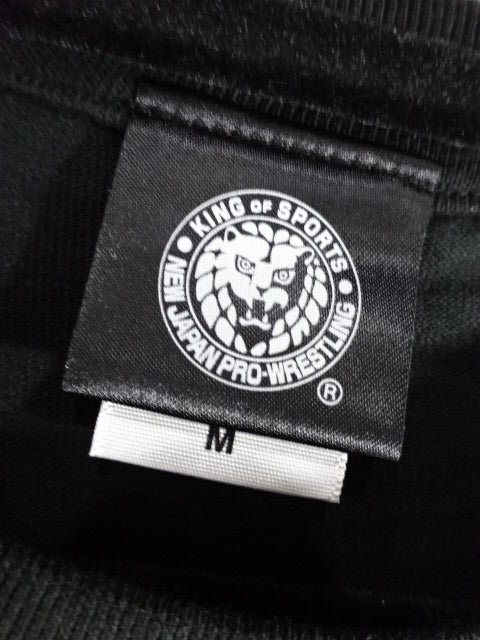 KING OF SPORTS
NEW JAPAN PRO-WRESTLING
®
M